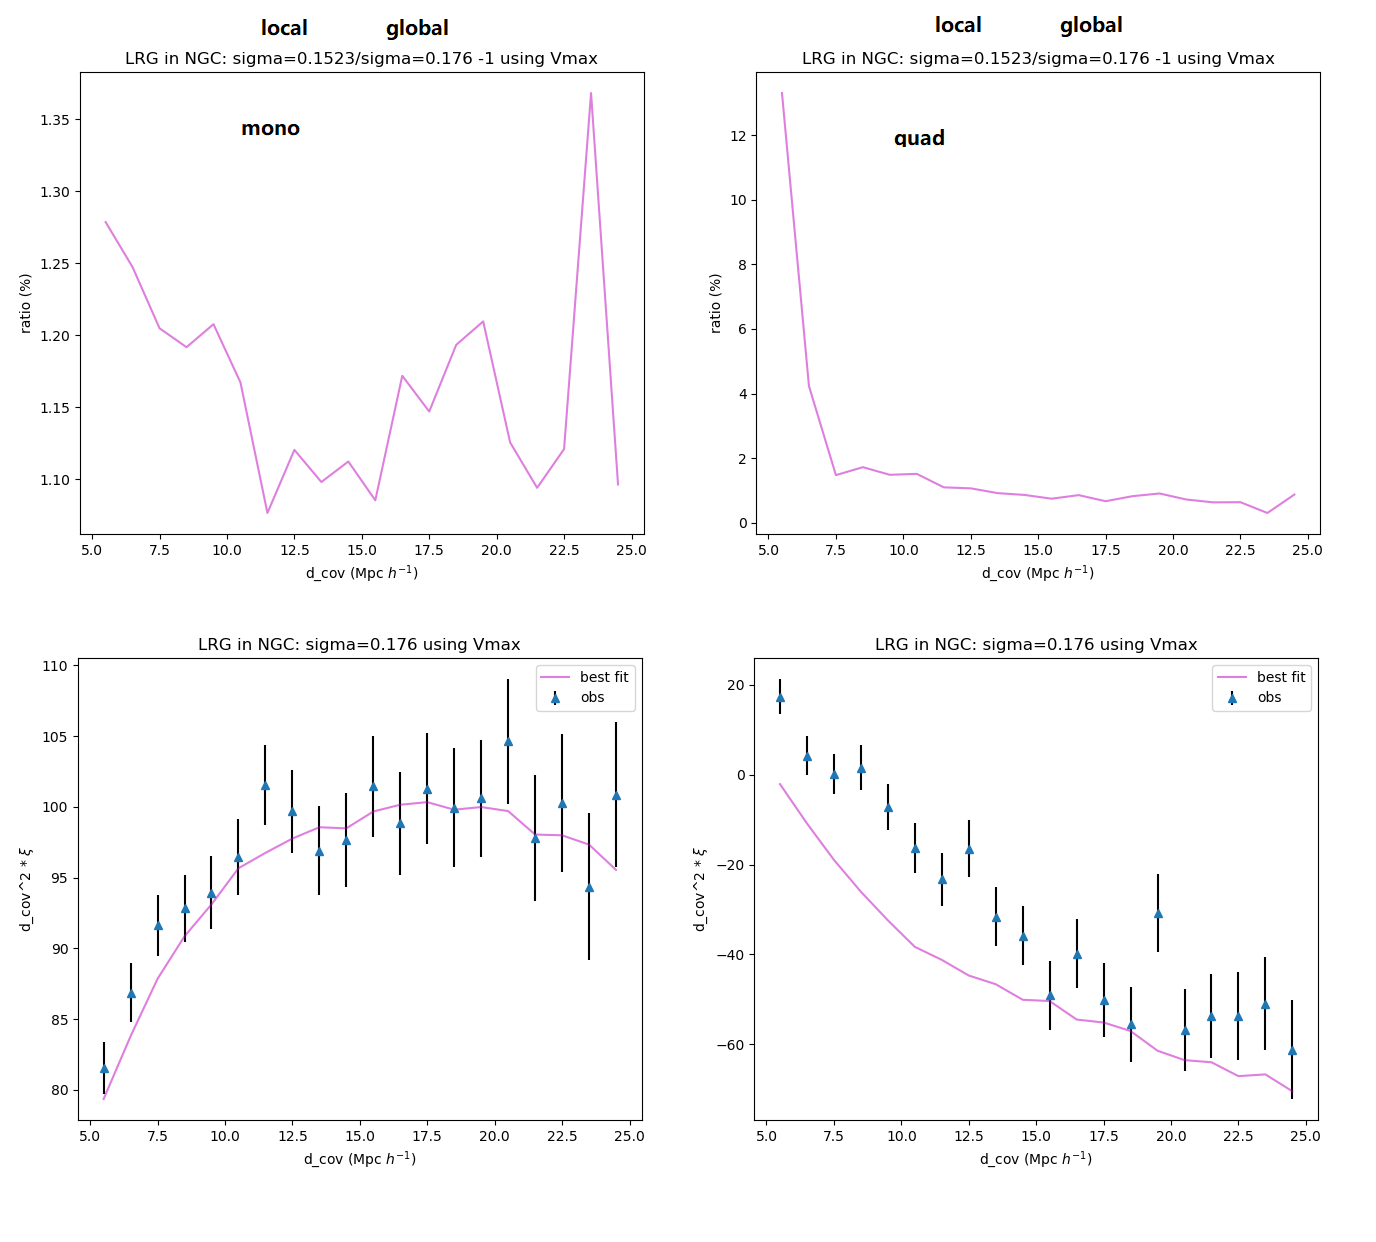 local global
LRG in NGC: sigma=0.1523/sigma=0.176 -1 using Vmax
mono
ratio (%)
1.35
1.30
1.25
1.20
1.15
1.10
5.0 7.5 10.0 12.5 15.0 17.5 20.0 22.5 25.0
d_cov (Mpc h⁻¹)
local global
LRG in NGC: sigma=0.1523/sigma=0.176 -1 using Vmax
quad
ratio (%)
12
10
8
6
4
2
0
5.0 7.5 10.0 12.5 15.0 17.5 20.0 22.5 25.0
d_cov (Mpc h⁻¹)
LRG in NGC: sigma=0.176 using Vmax
best fit
obs
d_cov^2 * ξ
110
105
100
95
90
85
80
5.0 7.5 10.0 12.5 15.0 17.5 20.0 22.5 25.0
d_cov (Mpc h⁻¹)
LRG in NGC: sigma=0.176 using Vmax
best fit
obs
d_cov^2 * ξ
20
0
−20
−40
−60
5.0 7.5 10.0 12.5 15.0 17.5 20.0 22.5 25.0
d_cov (Mpc h⁻¹)